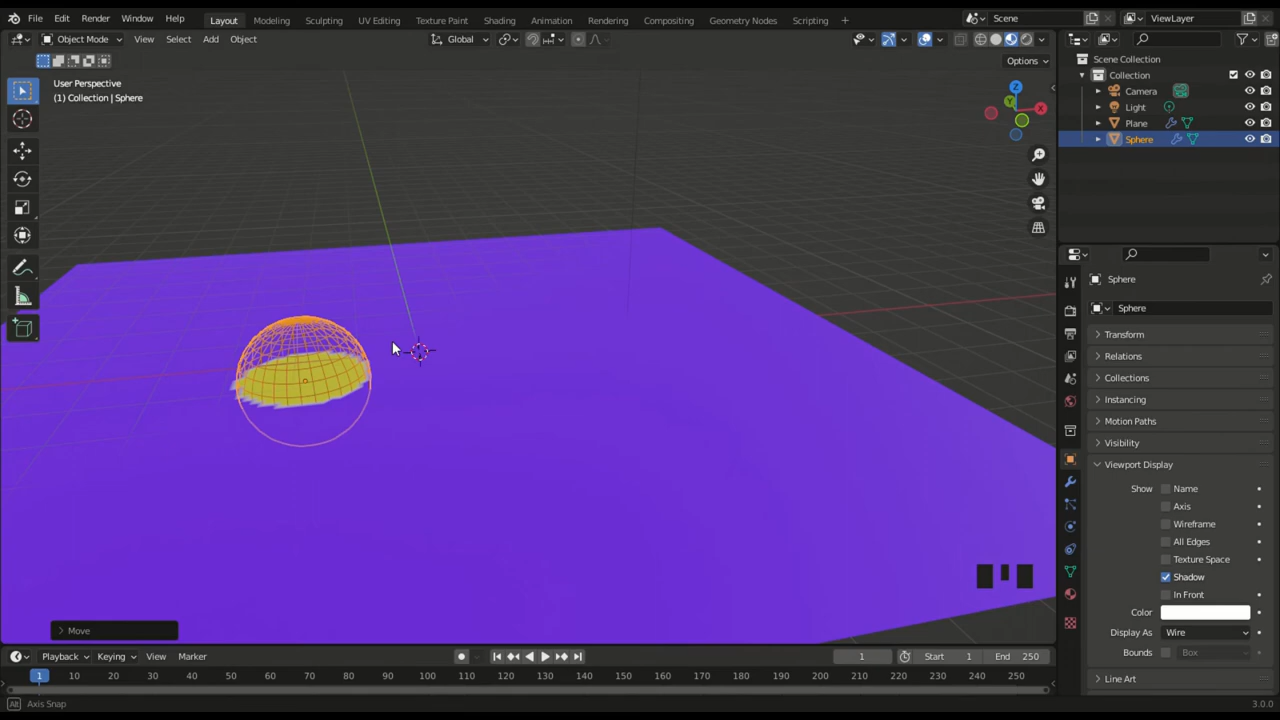 File Edit Render Window Help Layout Modeling Sculpting UV Editing Texture Paint Shading Animation Rendering Compositing Geometry Nodes Scripting + Scene ViewLayer
Object Mode View Select Add Object Global
Options
User Perspective
(1) Collection | Sphere
Z
Y
X
Move
Scene Collection
Collection
Camera
Light
Plane
Sphere
Sphere
Sphere
Transform
Relations
Collections
Instancing
Motion Paths
Visibility
Viewport Display
Show Name
Axis
Wireframe
All Edges
Texture Space
Shadow
In Front
Color
Display As Wire
Bounds Box
Line Art
Playback Keying View Marker 1 Start 1 End 250
1 10 20 30 40 50 60 70 80 90 100 110 120 130 140 150 160 170 180 190 200 210 220 230 240 250
Alt Axis Snap 3.0.0